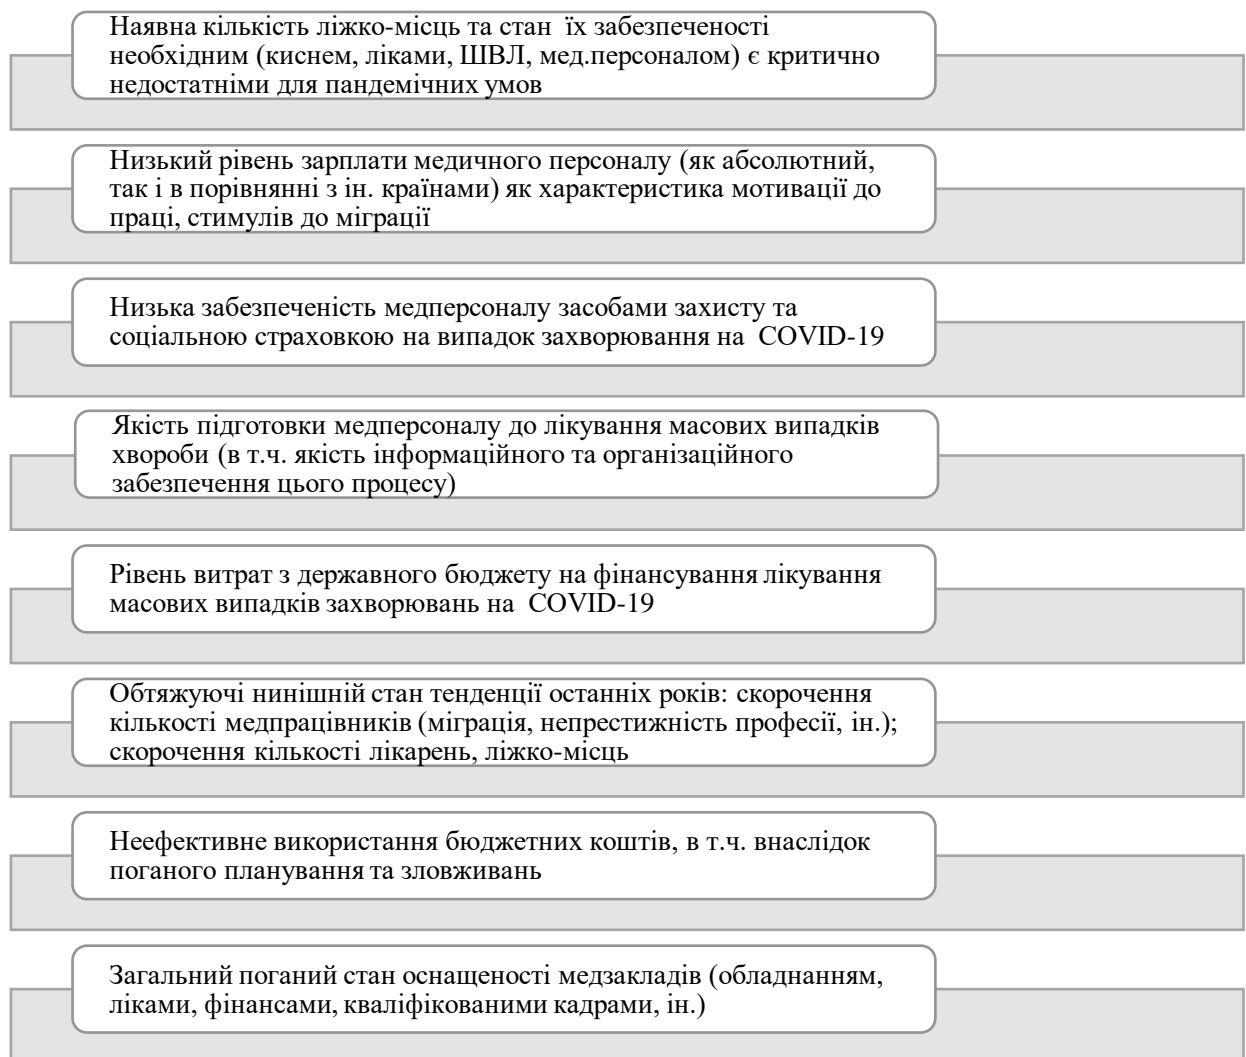 Наявна кількість ліжко-місць та стан їх забезпеченості
необхідним (киснем, ліками, ШВЛ, мед.персоналом) є критично
недостатніми для пандемічних умов
Низький рівень зарплати медичного персоналу (як абсолютний,
так і в порівнянні з ін. країнами) як характеристика мотивації до
праці, стимулів до міграції
Низька забезпеченість медперсоналу засобами захисту та
соціальною страховкою на випадок захворювання на COVID-19
Якість підготовки медперсоналу до лікування масових випадків
хвороби (в т.ч. якість інформаційного та організаційного
забезпечення цього процесу)
Рівень витрат з державного бюджету на фінансування лікування
масових випадків захворювань на COVID-19
Обтяжуючі нинішній стан тенденції останніх років: скорочення
кількості медпрацівників (міграція, непрестижність професії, ін.);
скорочення кількості лікарень, ліжко-місць
Неефективне використання бюджетних коштів, в т.ч. внаслідок
поганого планування та зловживань
Загальний поганий стан оснащеності медзакладів (обладнанням,
ліками, фінансами, кваліфікованими кадрами, ін.)